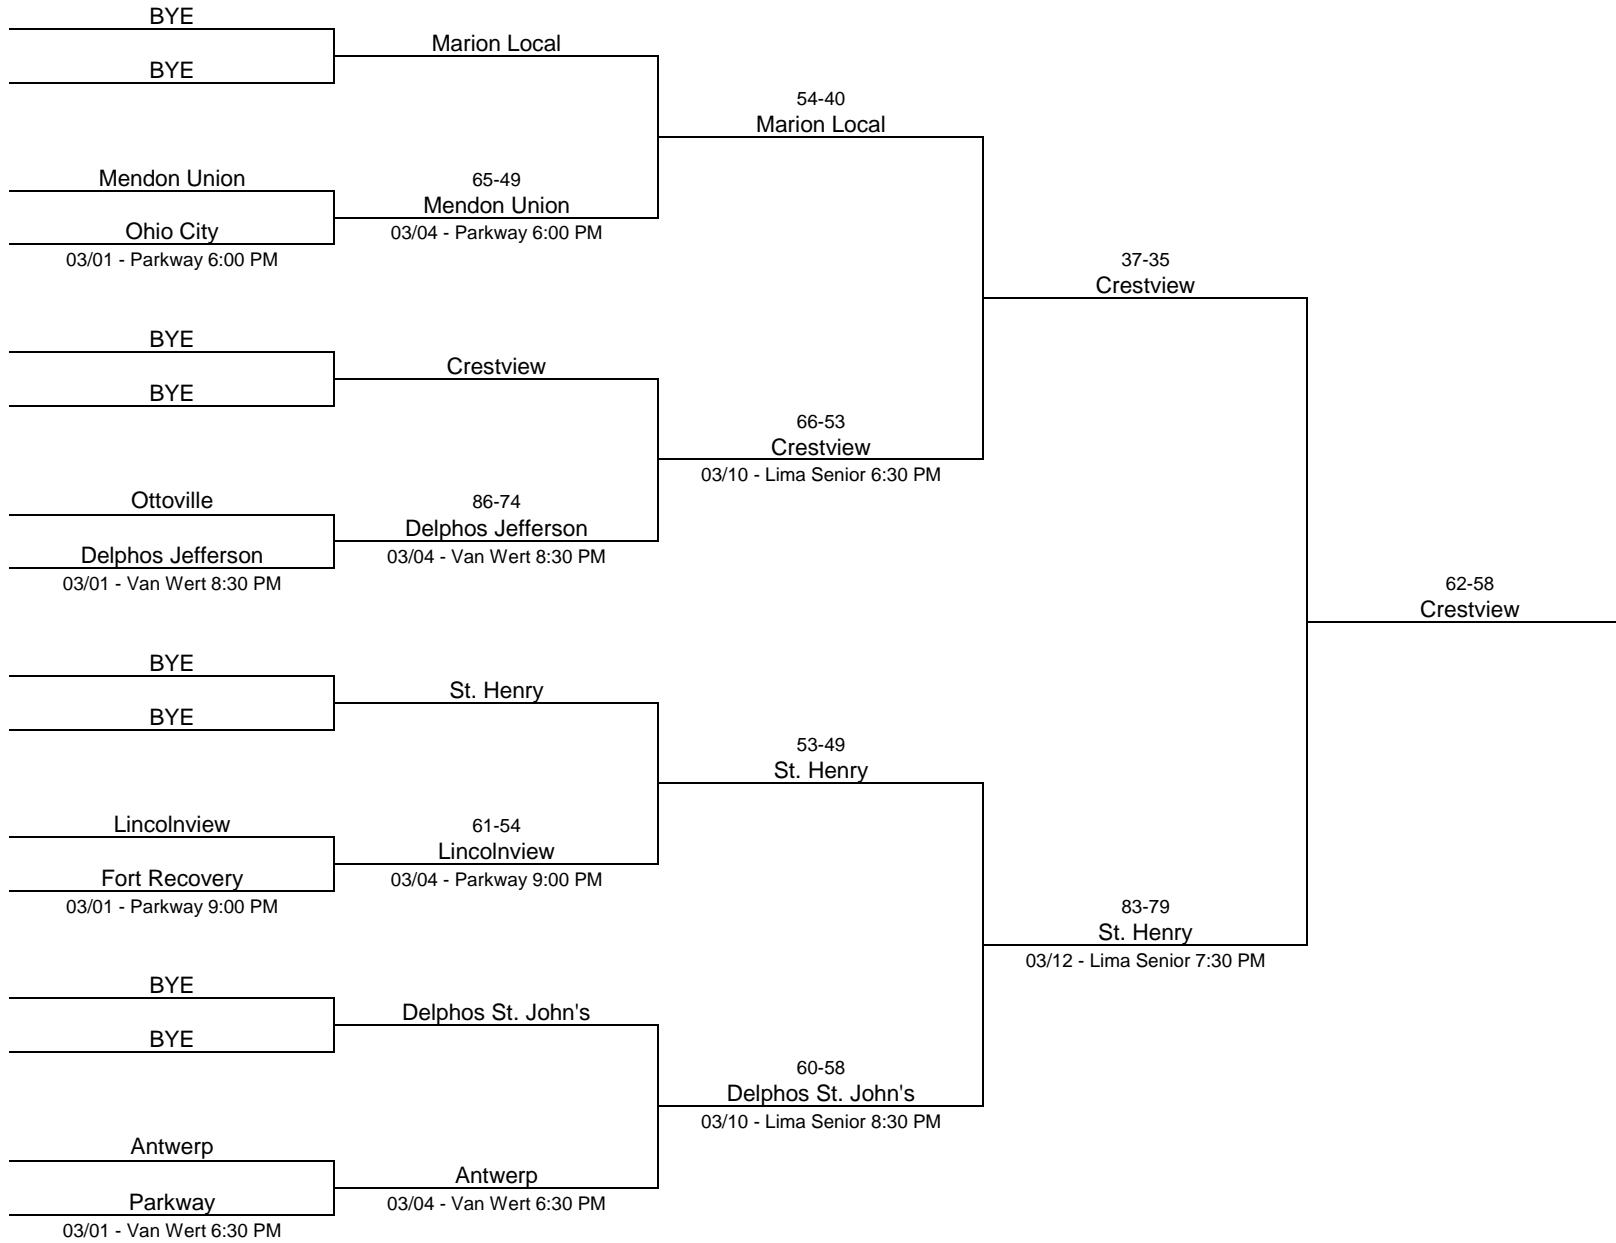 BYE
Marion Local
BYE
54-40
Marion Local
Mendon Union
65-49
Mendon Union
Ohio City
03/04 - Parkway 6:00 PM
03/01 - Parkway 6:00 PM
37-35
Crestview
BYE
Crestview
BYE
66-53
Crestview
03/10 - Lima Senior 6:30 PM
Ottoville
86-74
Delphos Jefferson
Delphos Jefferson
03/04 - Van Wert 8:30 PM
03/01 - Van Wert 8:30 PM
62-58
Crestview
BYE
St. Henry
BYE
53-49
St. Henry
Lincolnview
61-54
Lincolnview
Fort Recovery
03/04 - Parkway 9:00 PM
03/01 - Parkway 9:00 PM
83-79
St. Henry
03/12 - Lima Senior 7:30 PM
BYE
Delphos St. John's
BYE
60-58
Delphos St. John's
03/10 - Lima Senior 8:30 PM
Antwerp
Antwerp
Parkway
03/04 - Van Wert 6:30 PM
03/01 - Van Wert 6:30 PM